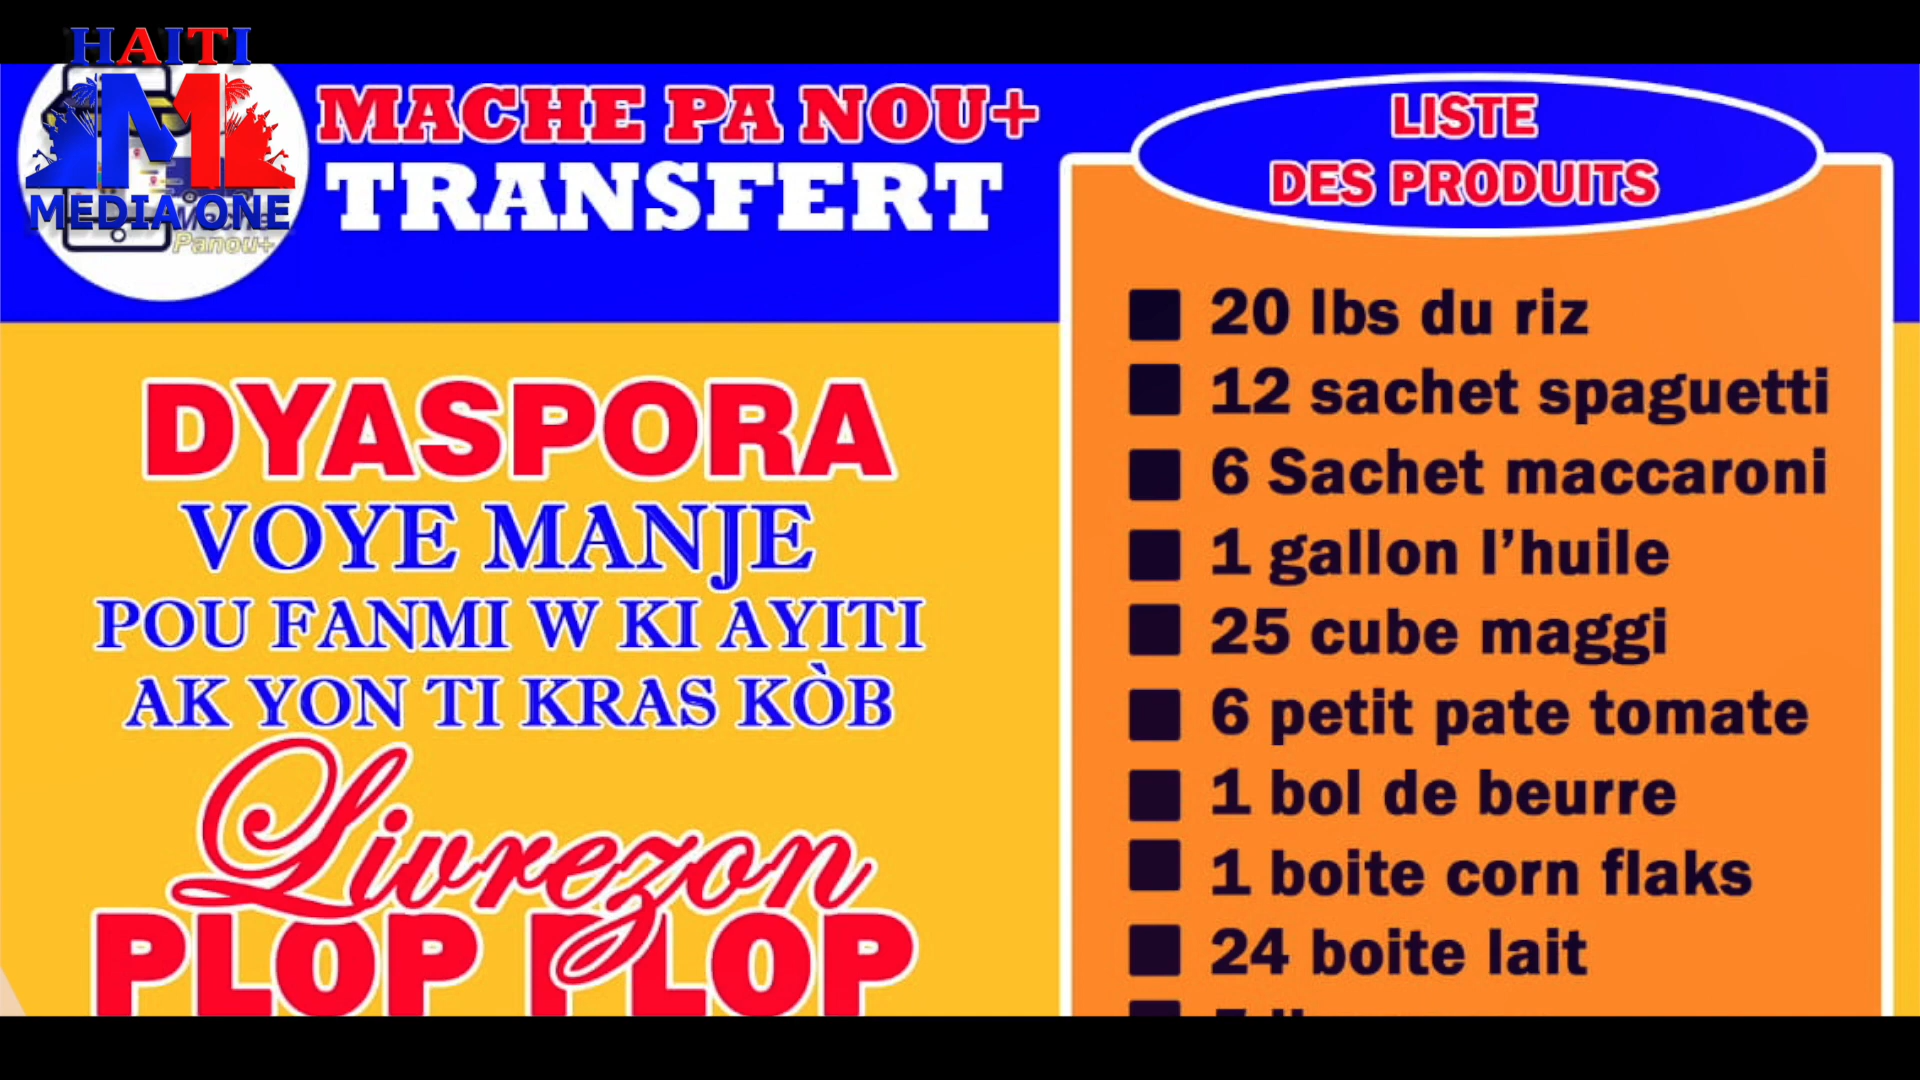 HAITI
M
MEDIA ONE
Panou+
MACHE PA NOU+
TRANSFERT
DYASPORA
VOYE MANJE
POU FANMI W KI AYITI
AK YON TI KRAS KÒB
Livrezon
PLOP PLOP
LISTE
DES PRODUITS
20 lbs du riz
12 sachet spaguetti
6 Sachet maccaroni
1 gallon l’huile
25 cube maggi
6 petit pate tomate
1 bol de beurre
1 boite corn flaks
24 boite lait